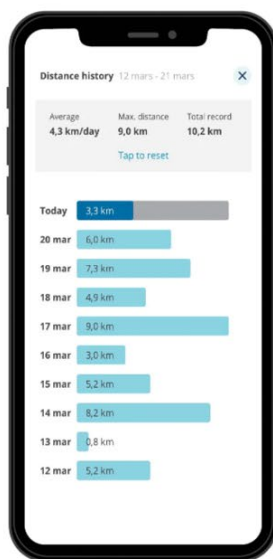 Distance history 12 mars - 21 mars
Average Max. distance Total record
4,3 km/day 9,0 km 10,2 km
Tap to reset
Today 3,3 km
20 mar 6,0 km
19 mar 7,3 km
18 mar 4,9 km
17 mar 9,0 km
16 mar 3,0 km
15 mar 5,2 km
14 mar 8,2 km
13 mar 0,8 km
12 mar 5,2 km